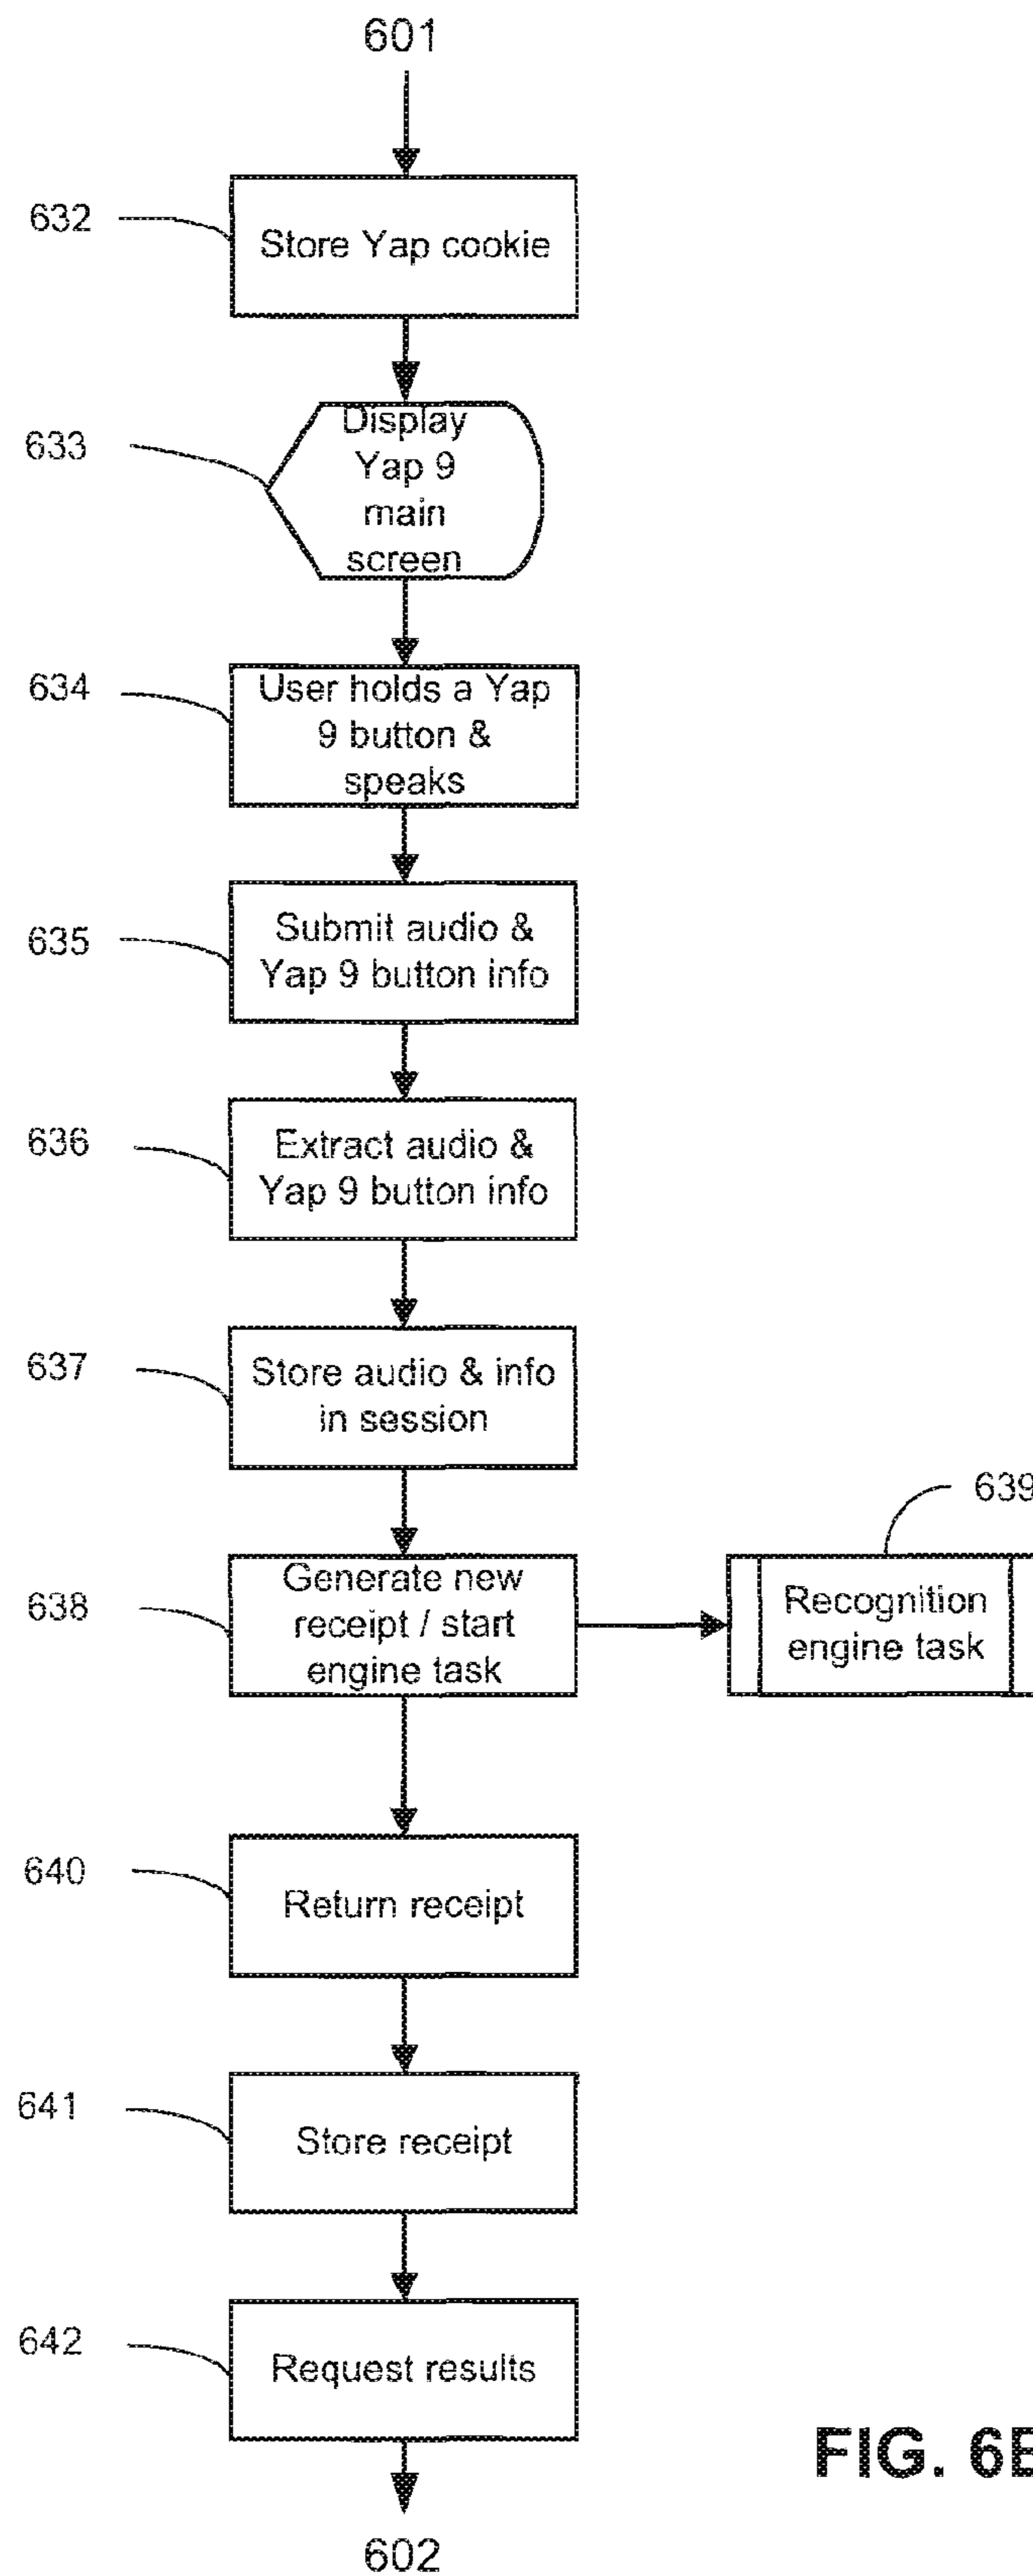 601
632
Store Yap cookie
633
Display
Yap 9
main
screen
634
User holds a Yap
9 button &
speaks
635
Submit audio &
Yap 9 button info
636
Extract audio &
Yap 9 button info
637
Store audio & info
in session
638
Generate new
receipt / start
engine task
639
Recognition
engine task
640
Return receipt
641
Store receipt
642
Request results
602
FIG. 6B